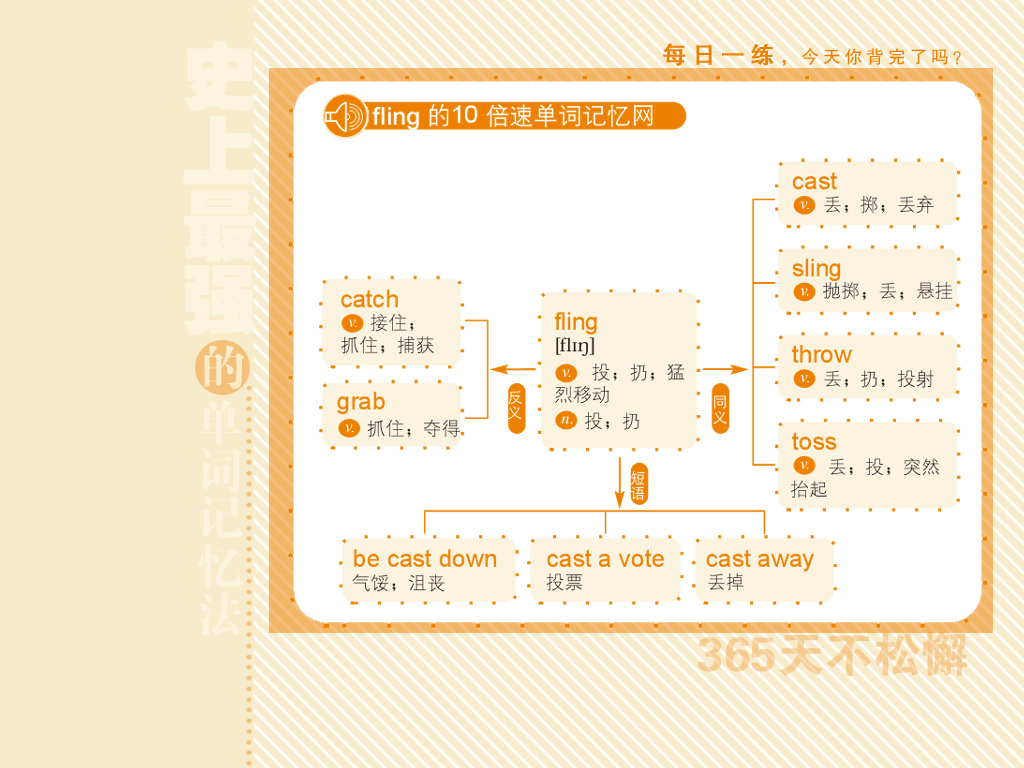 每日一练，今天你背完了吗？
史上最强的单词记忆法
fling 的10 倍速单词记忆网
cast
v. 丢；掷；丢弃
sling
v. 抛掷；丢；悬挂
catch
v. 接住；
抓住；捕获
fling
[flɪŋ]
v. 投；扔；猛
烈移动
n. 投；扔
throw
v. 丢；扔；投射
grab
v. 抓住；夺得
反义
同义
toss
v. 丢；投；突然
抬起
短语
be cast down
气馁；沮丧
cast a vote
投票
cast away
丢掉
365天不松懈